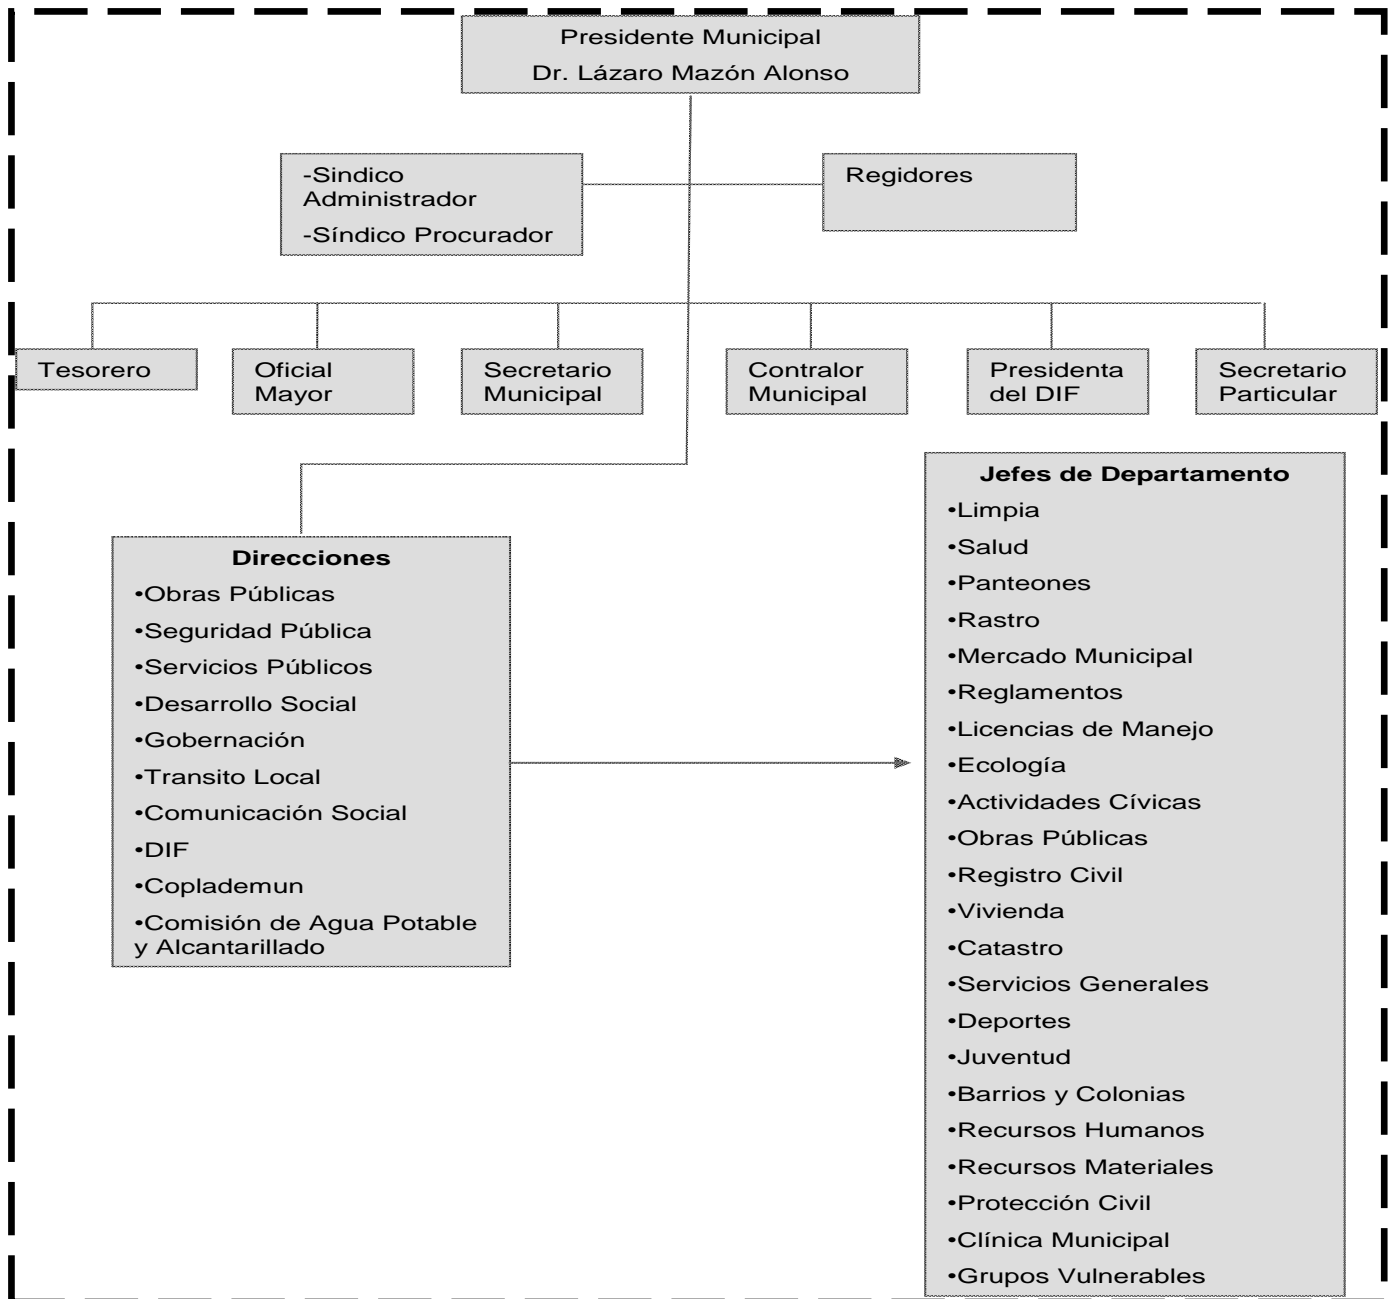 Presidente Municipal
Dr. Lázaro Mazón Alonso
-Sindico
Administrador
-Síndico Procurador
Regidores
Tesorero
Oficial
Mayor
Secretario
Municipal
Contralor
Municipal
Presidenta
del DIF
Secretario
Particular
Direcciones
•Obras Públicas
•Seguridad Pública
•Servicios Públicos
•Desarrollo Social
•Gobernación
•Transito Local
•Comunicación Social
•DIF
•Coplademun
•Comisión de Agua Potable
y Alcantarillado
Jefes de Departamento
•Limpia
•Salud
•Panteones
•Rastro
•Mercado Municipal
•Reglamentos
•Licencias de Manejo
•Ecología
•Actividades Cívicas
•Obras Públicas
•Registro Civil
•Vivienda
•Catastro
•Servicios Generales
•Deportes
•Juventud
•Barrios y Colonias
•Recursos Humanos
•Recursos Materiales
•Protección Civil
•Clínica Municipal
•Grupos Vulnerables